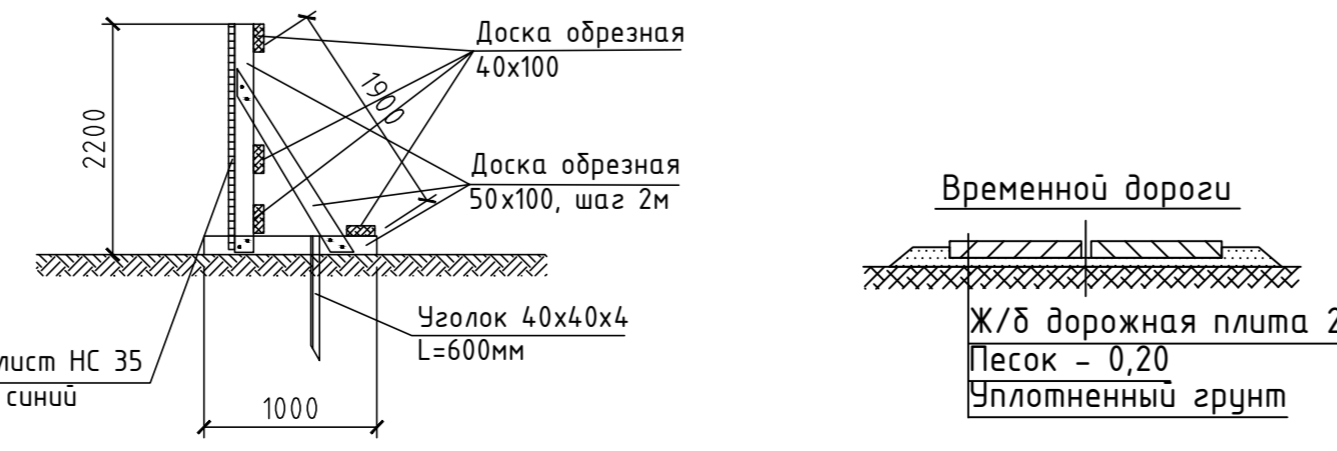 Доска обрезная
40х100
1900
2200
Доска обрезная
50х100, шаг 2м
Уголок 40х40х4
L=600мм
лист НС 35
синий
1000
Временной дороги
Ж/б дорожная плита 2
Песок - 0,20
Уплотненный грунт